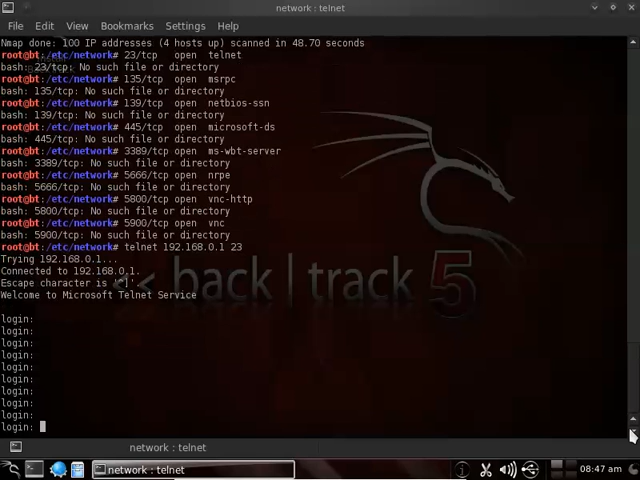 network : telnet
File Edit View Bookmarks Settings Help
Nmap done: 100 IP addresses (4 hosts up) scanned in 48.70 seconds
root@bt:/etc/network# 23/tcp   open  telnet
bash: 23/tcp: No such file or directory
root@bt:/etc/network# 135/tcp  open  msrpc
bash: 135/tcp: No such file or directory
root@bt:/etc/network# 139/tcp  open  netbios-ssn
bash: 139/tcp: No such file or directory
root@bt:/etc/network# 445/tcp  open  microsoft-ds
bash: 445/tcp: No such file or directory
root@bt:/etc/network# 3389/tcp open  ms-wbt-server
bash: 3389/tcp: No such file or directory
root@bt:/etc/network# 5666/tcp open  nrpe
bash: 5666/tcp: No such file or directory
root@bt:/etc/network# 5800/tcp open  vnc-http
bash: 5800/tcp: No such file or directory
root@bt:/etc/network# 5900/tcp open  vnc
bash: 5900/tcp: No such file or directory
root@bt:/etc/network# telnet 192.168.0.1 23
Trying 192.168.0.1...
Connected to 192.168.0.1.
Escape character is '^]'.
Welcome to Microsoft Telnet Service
<< back | track 5
login:
login:
login:
login:
login:
login:
login:
login:
login:
login:
network : telnet
network : telnet
08:47 am